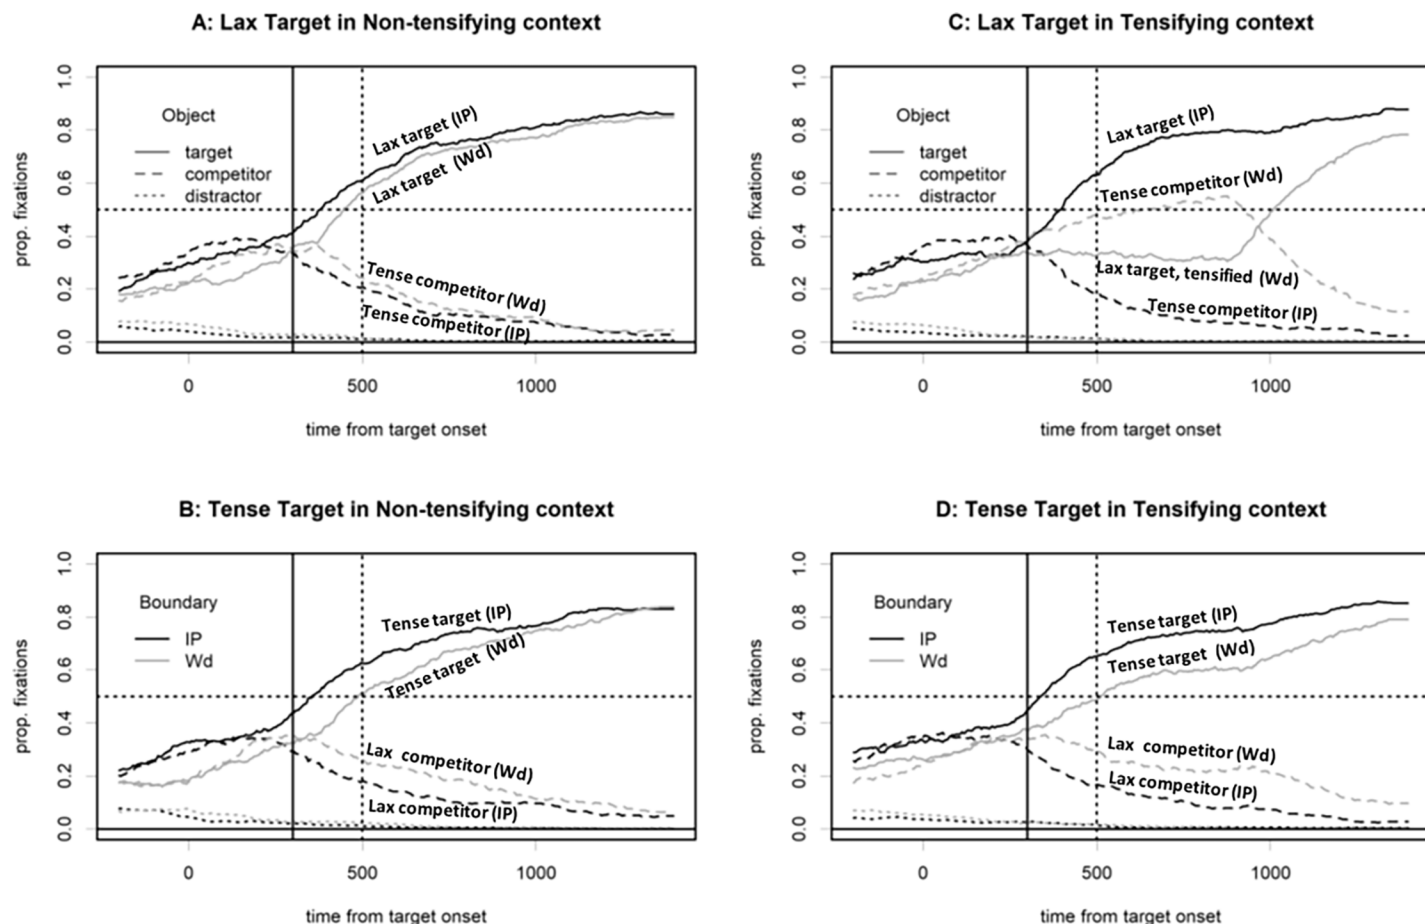 A: Lax Target in Non-tensifying context
prop. fixations
1.0
0.8
0.6
0.4
0.2
0.0
Object
target
competitor
distractor
Lax target (IP)
Lax target (Wd)
Tense competitor (Wd)
Tense competitor (IP)
0 500 1000
time from target onset
C: Lax Target in Tensifying context
prop. fixations
1.0
0.8
0.6
0.4
0.2
0.0
Object
target
competitor
distractor
Lax target (IP)
Tense competitor (Wd)
Lax target, tensified (Wd)
Tense competitor (IP)
0 500 1000
time from target onset
B: Tense Target in Non-tensifying context
prop. fixations
1.0
0.8
0.6
0.4
0.2
0.0
Boundary
IP
Wd
Tense target (IP)
Tense target (Wd)
Lax competitor (Wd)
Lax competitor (IP)
0 500 1000
time from target onset
D: Tense Target in Tensifying context
prop. fixations
1.0
0.8
0.6
0.4
0.2
0.0
Boundary
IP
Wd
Tense target (IP)
Tense target (Wd)
Lax competitor (Wd)
Lax competitor (IP)
0 500 1000
time from target onset